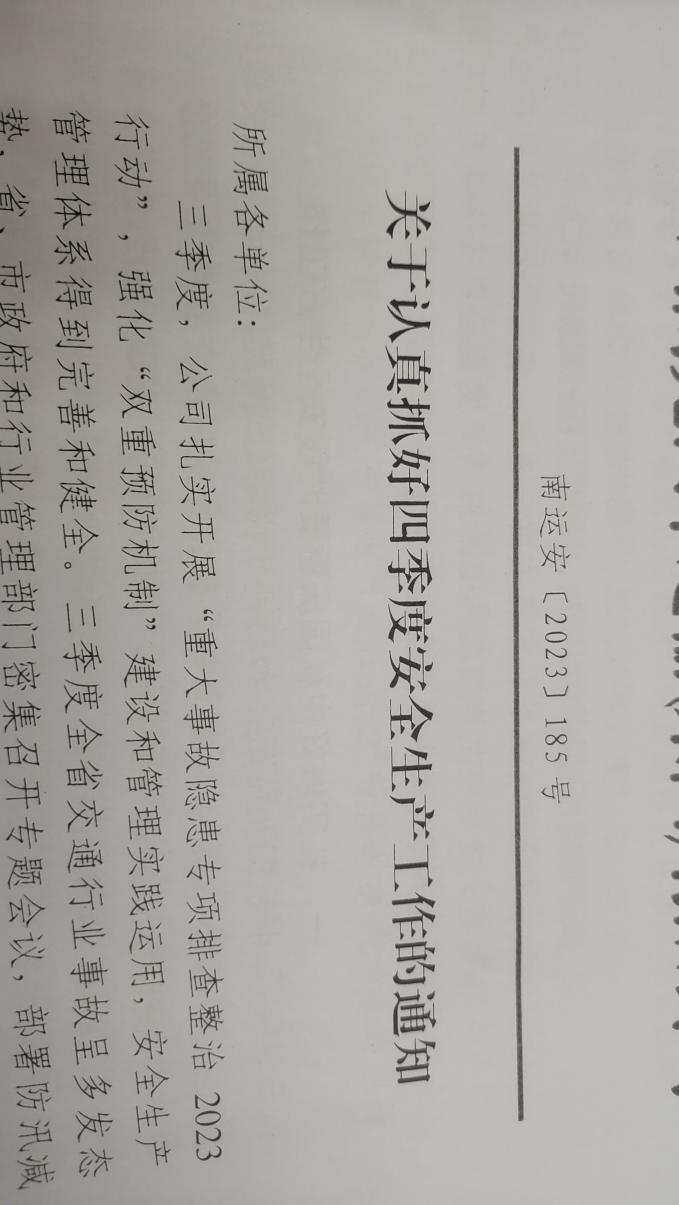 南运安〔2023〕185号
关于认真抓好四季度安全生产工作的通知
所属各单位：
三季度，公司扎实开展“重大事故隐患专项排查整治 2023
行动”，强化“双重预防机制”建设和管理实践运用，安全生产
管理体系得到完善和健全。三季度全省交通行业事故呈多发态
势，省、市政府和行业管理部门密集召开专题会议，部署防汛减